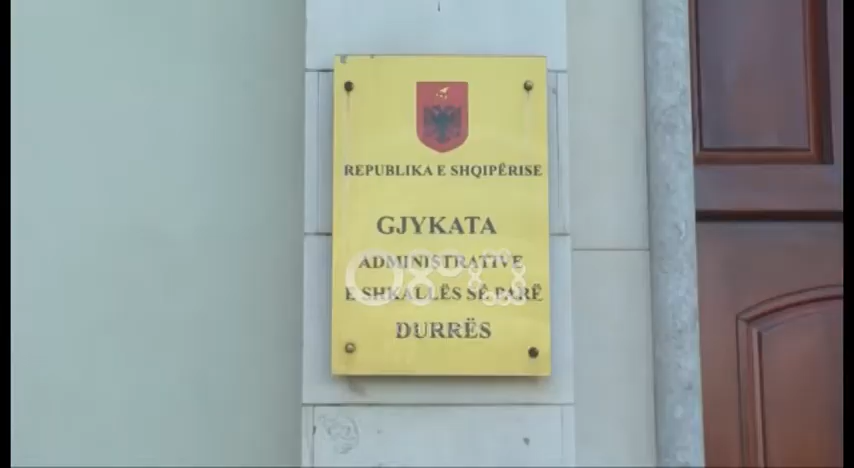 REPUBLIKA E SHQIPËRISE
GJYKATA
ADMINISTRATIVE
E SHKALLËS SË PARË
DURRËS